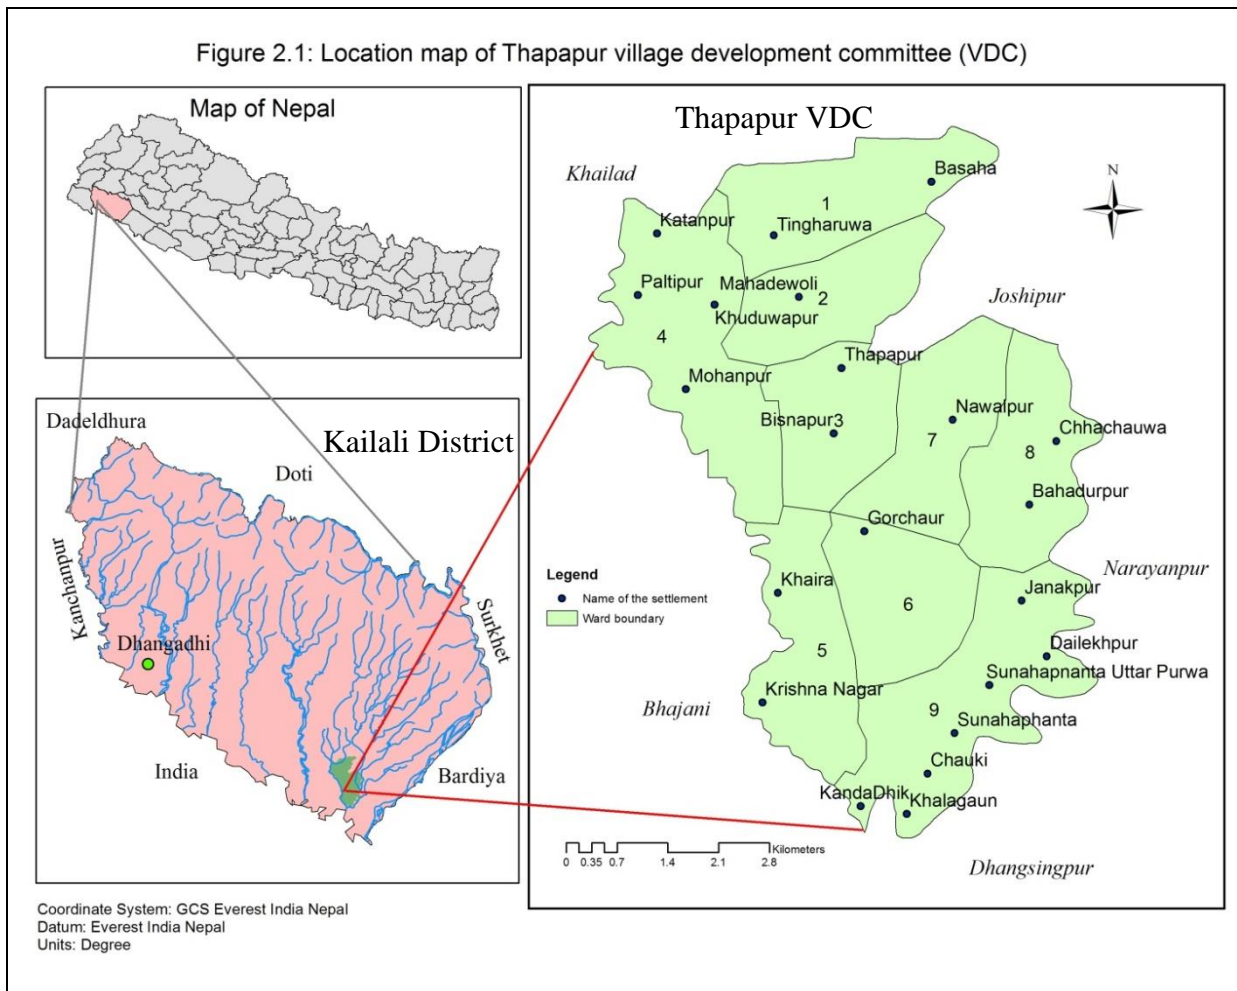 Figure 2.1: Location map of Thapapur village development committee (VDC)
Map of Nepal
Dadeldhura
Kailali District
Doti
Kanchanpur
Surkhet
Dhangadhi
India
Bardiya
Thapapur VDC
Khailad
N
Basaha
1
Katanpur
Tingharuwa
Paltipur
Mahadewoli
2
Khuduwapur
Joshipur
4
Thapapur
Mohanpur
Nawalpur
Bisnapur
3
7
Chhachauwa
8
Bahadurpur
Gorchaur
Narayanpur
Khaira
Janakpur
6
Dailekhpur
5
Sunahapnanta Uttar Purwa
Krishna Nagar
Bhajani
9
Sunahaphanta
Chauki
KandaDhik
Khalagaun
Dhangsingpur
Legend
Name of the settlement
Ward boundary
Kilometers
0 0.35 0.7 1.4 2.1 2.8
Coordinate System: GCS Everest India Nepal
Datum: Everest India Nepal
Units: Degree